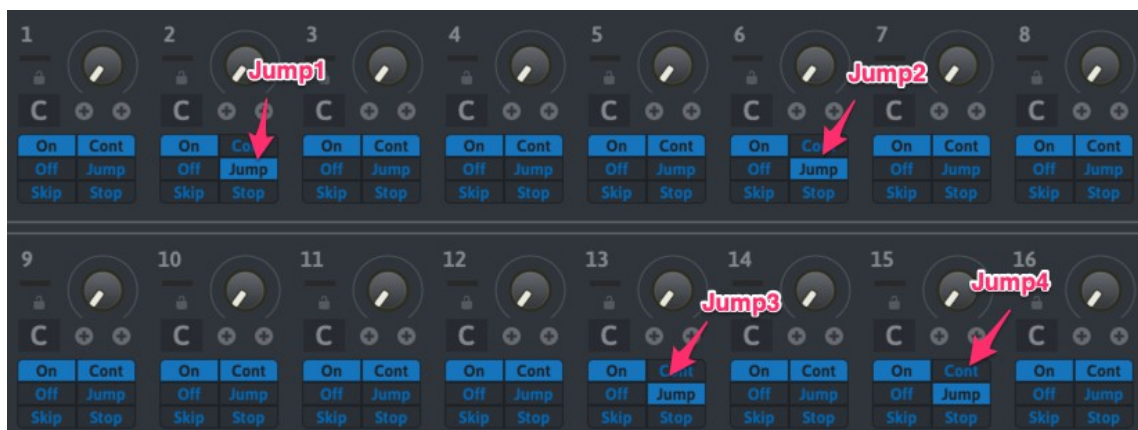 1 2 3 4 5 6 7 8
Jump1 Jump2
C C C C C C C C
On Cont On Cont On Cont On Cont On Cont On Cont On Cont On Cont
Off Jump Off Jump Off Jump Off Jump Off Jump Off Jump Off Jump Off Jump
Skip Stop Skip Stop Skip Stop Skip Stop Skip Stop Skip Stop Skip Stop Skip Stop
9 10 11 12 13 14 15 16
Jump3 Jump4
C C C C C C C C
On Cont On Cont On Cont On Cont On Cont On Cont On Cont On Cont
Off Jump Off Jump Off Jump Off Jump Off Jump Off Jump Off Jump Off Jump
Skip Stop Skip Stop Skip Stop Skip Stop Skip Stop Skip Stop Skip Stop Skip Stop